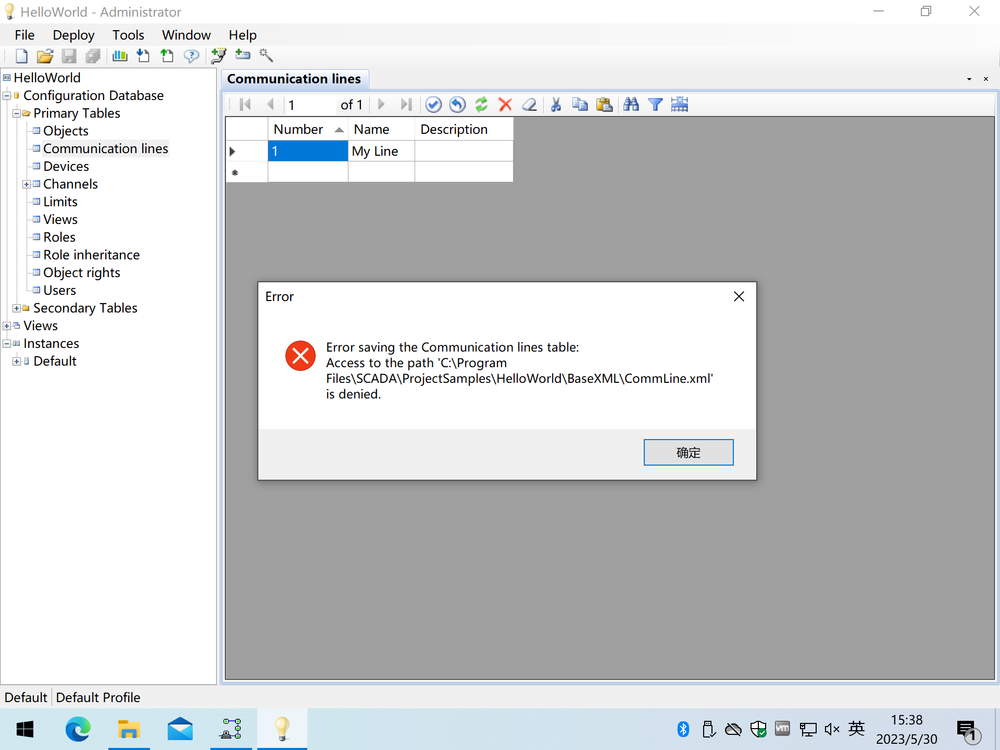 HelloWorld - Administrator
File Deploy Tools Window Help
HelloWorld
Configuration Database
Primary Tables
Objects
Communication lines
Devices
Channels
Limits
Views
Roles
Role inheritance
Object rights
Users
Secondary Tables
Views
Instances
Default
Communication lines
1 of 1
Number Name Description
1 My Line
Error
Error saving the Communication lines table:
Access to the path 'C:\Program
Files\SCADA\ProjectSamples\HelloWorld\BaseXML\CommLine.xml'
is denied.
确定
Default Default Profile
英
15:38
2023/5/30
1